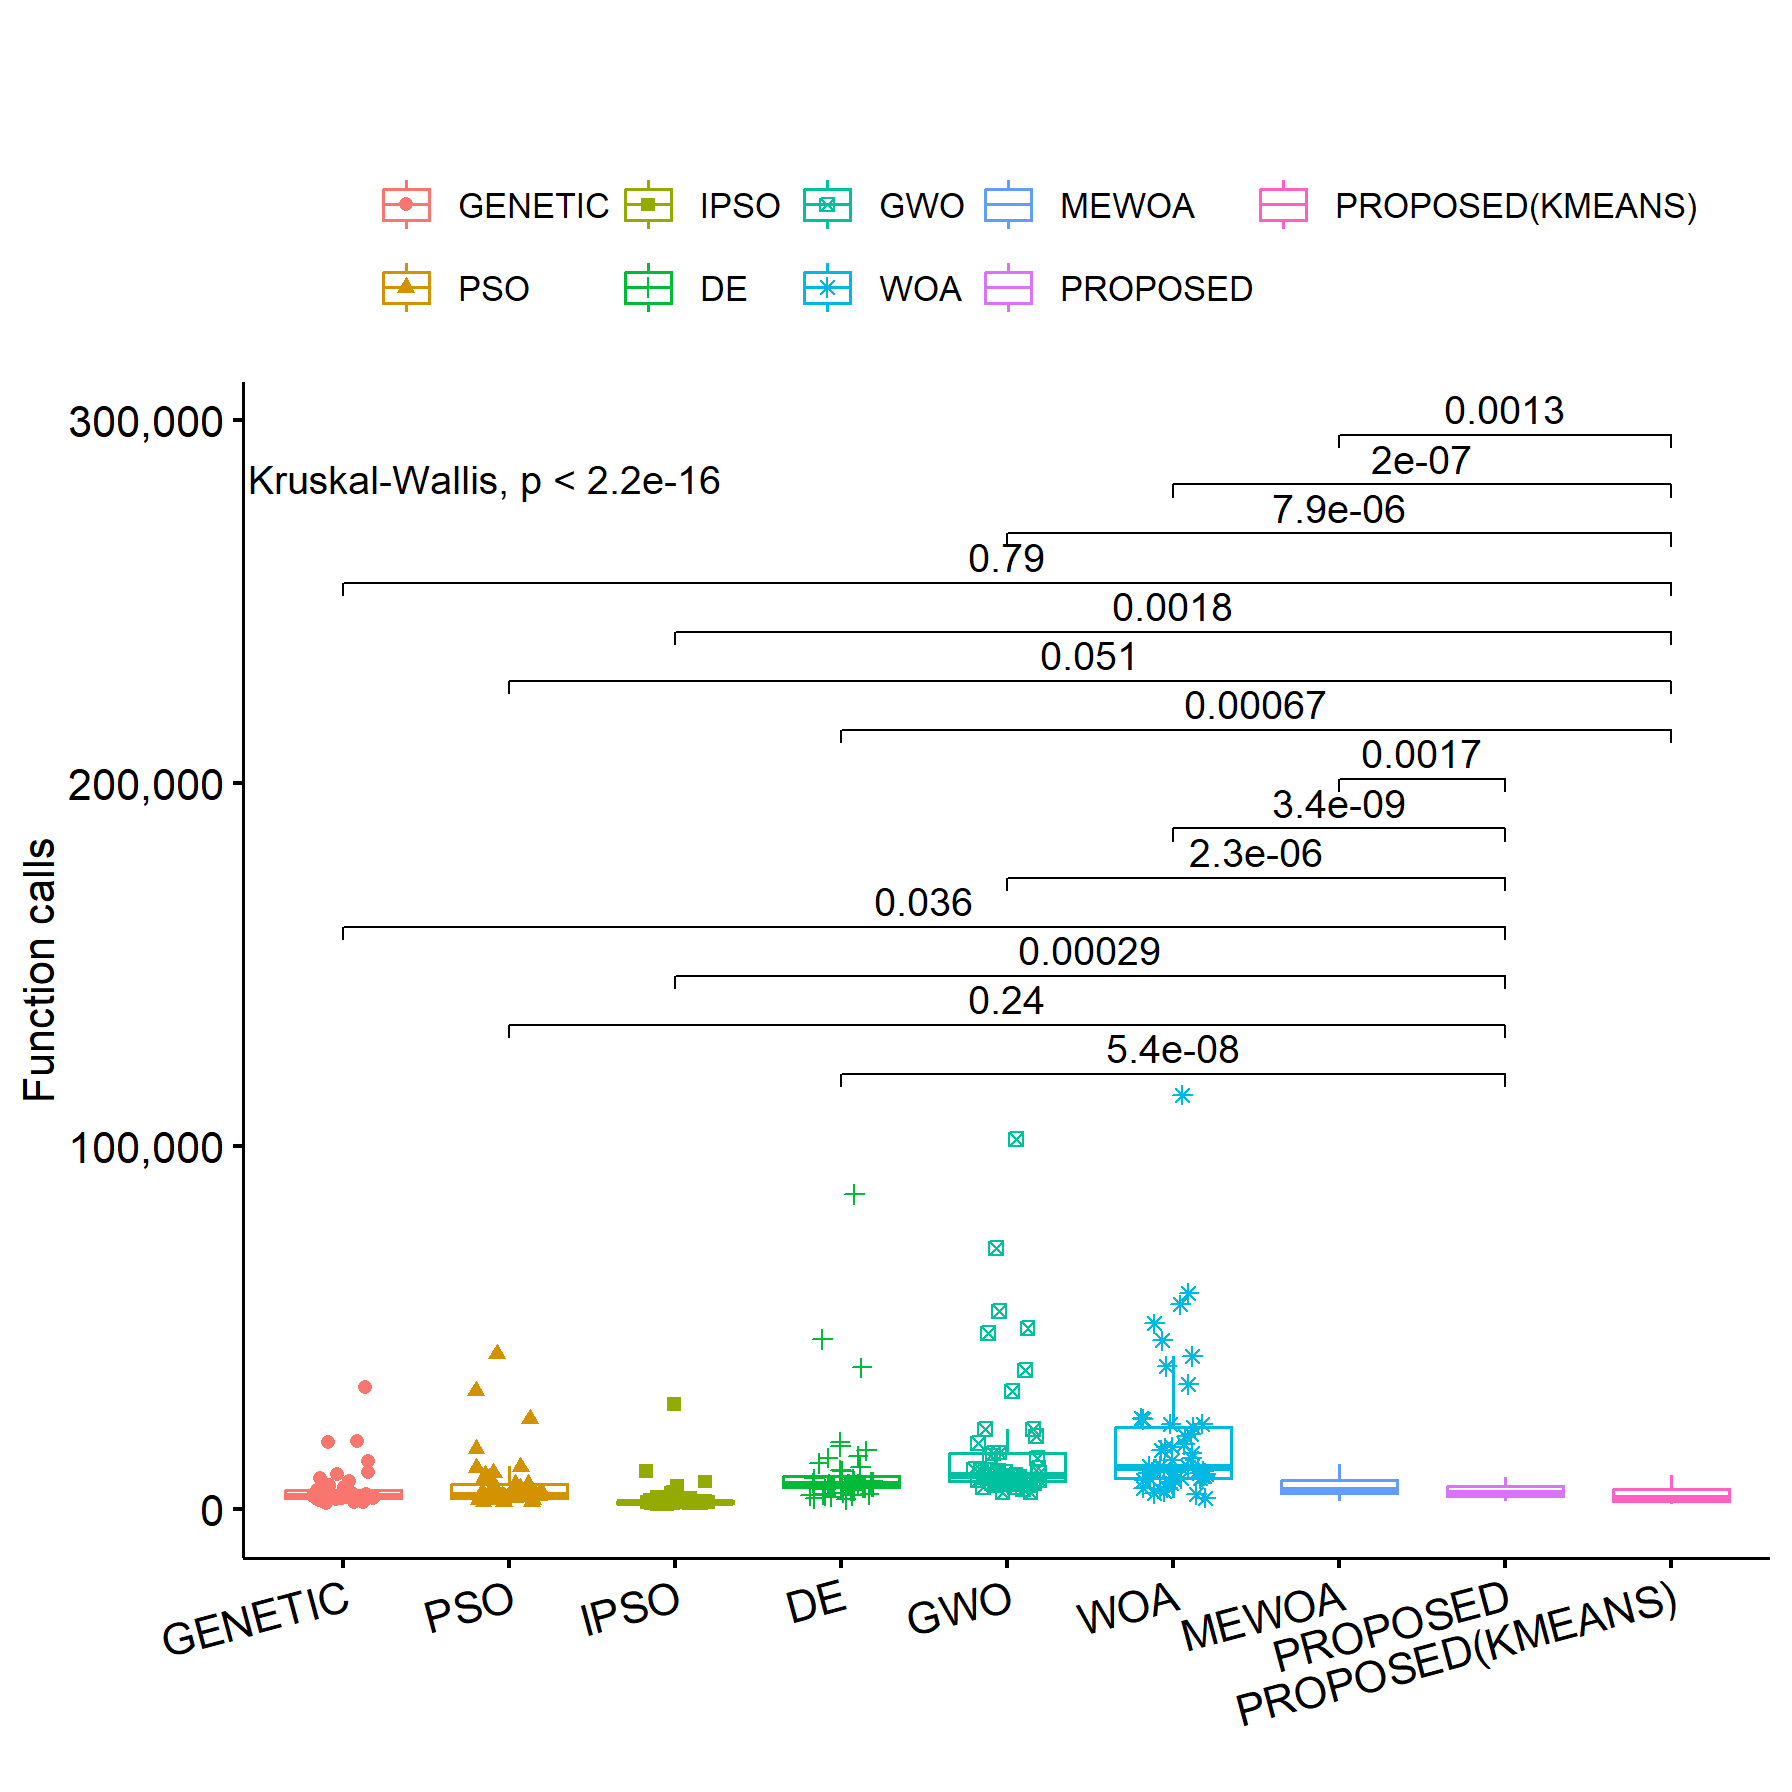 GENETIC IPSO GWO MEWOA PROPOSED(KMEANS)
PSO DE WOA PROPOSED
300,000
200,000
100,000
0
Function calls
Kruskal-Wallis, p < 2.2e-16
0.0013
2e-07
7.9e-06
0.79
0.0018
0.051
0.00067
0.0017
3.4e-09
2.3e-06
0.036
0.00029
0.24
5.4e-08
GENETIC
PSO
IPSO
DE
GWO
WOA
MEWOA
PROPOSED
PROPOSED(KMEANS)